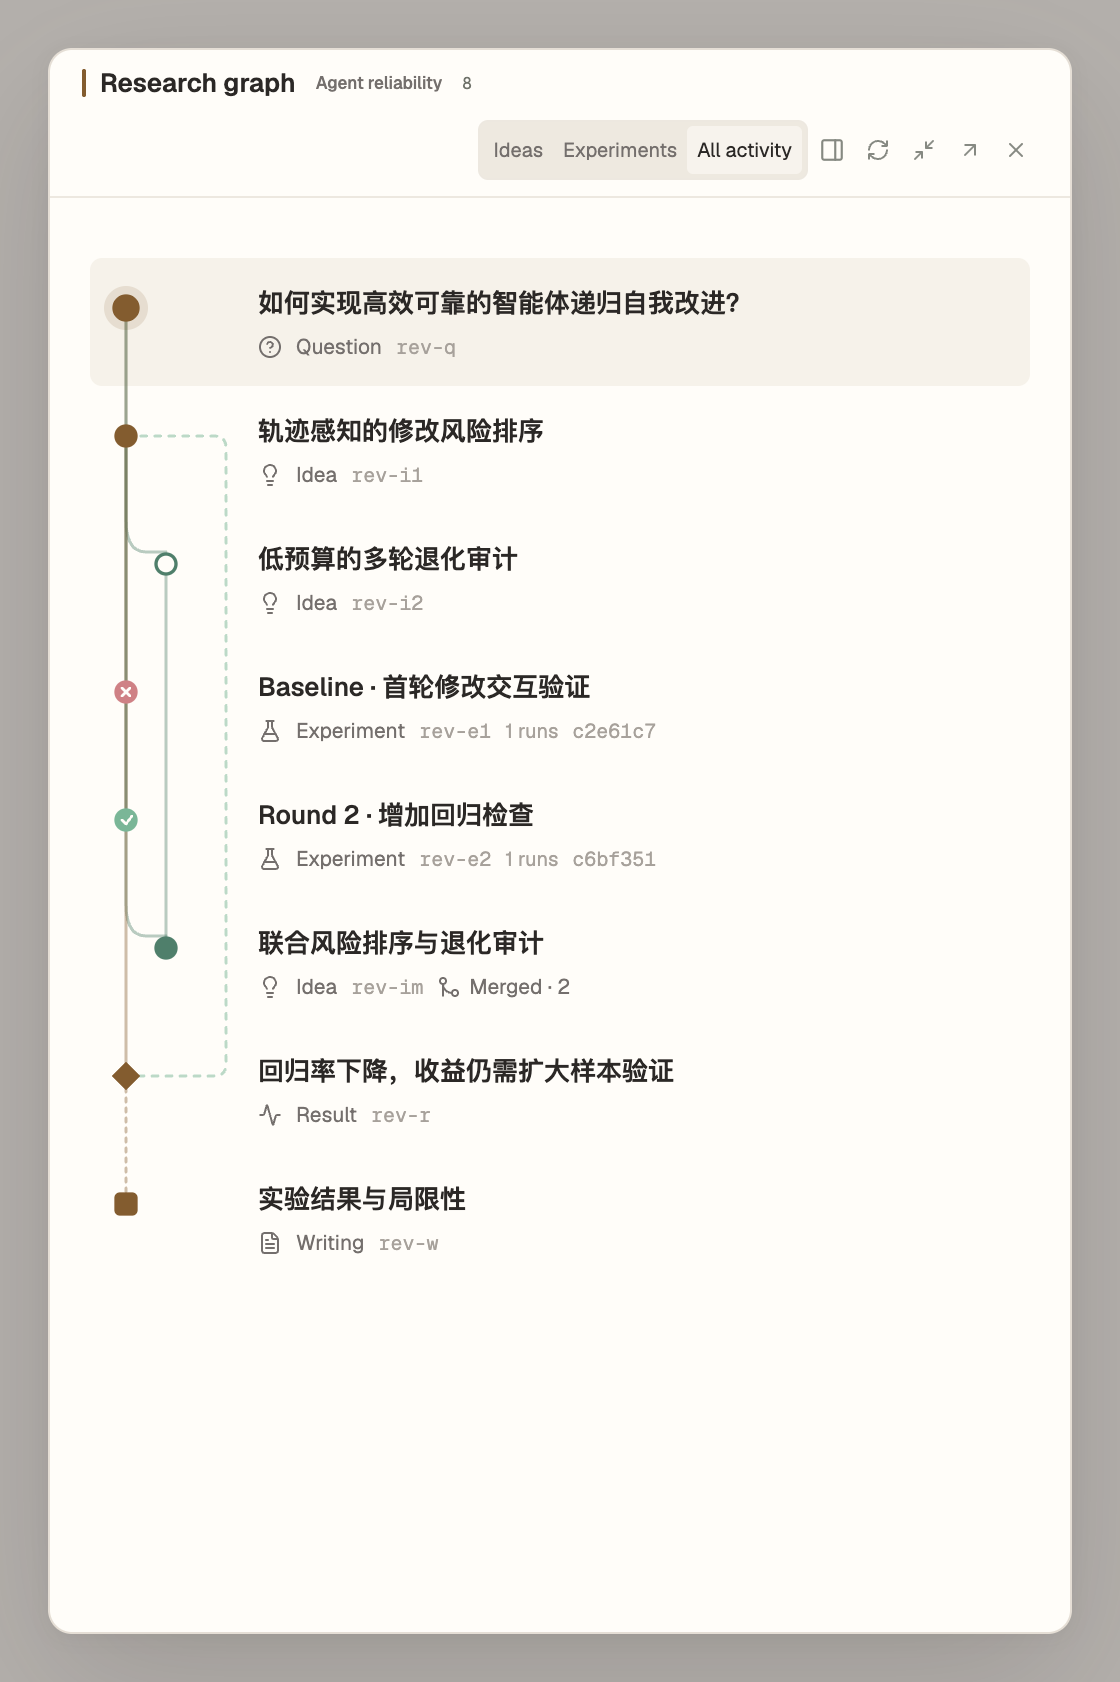 Research graph Agent reliability 8
Ideas Experiments All activity
如何实现高效可靠的智能体递归自我改进?
Question rev-q
轨迹感知的修改风险排序
Idea rev-i1
低预算的多轮退化审计
Idea rev-i2
Baseline · 首轮修改交互验证
Experiment rev-e1 1 runs c2e61c7
Round 2 · 增加回归检查
Experiment rev-e2 1 runs c6bf351
联合风险排序与退化审计
Idea rev-im Merged · 2
回归率下降，收益仍需扩大样本验证
Result rev-r
实验结果与局限性
Writing rev-w